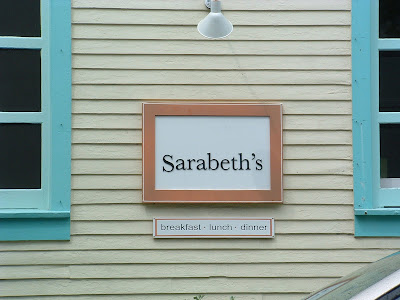 Sarabeth's
breakfast · lunch · dinner